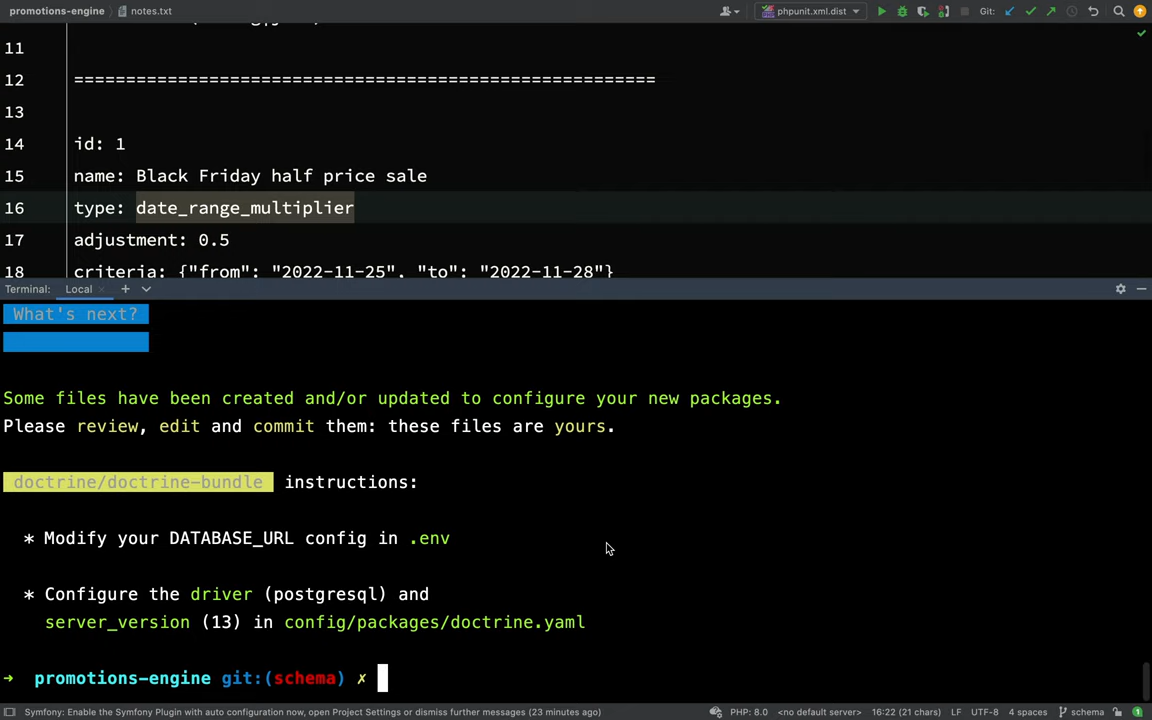 promotions-engine notes.txt phpunit.xml.dist Git:
11
12 ========================================================
13
14 id: 1
15 name: Black Friday half price sale
16 type: date_range_multiplier
17 adjustment: 0.5
18 criteria: {"from": "2022-11-25", "to": "2022-11-28"}
Terminal: Local
What's next?
Some files have been created and/or updated to configure your new packages.
Please review, edit and commit them: these files are yours.
doctrine/doctrine-bundle instructions:
* Modify your DATABASE_URL config in .env
* Configure the driver (postgresql) and
server_version (13) in config/packages/doctrine.yaml
→ promotions-engine git:(schema) ✗
Symfony: Enable the Symfony Plugin with auto configuration now, open Project Settings or dismiss further messages (23 minutes ago) PHP: 8.0 <no default server> 16:22 (21 chars) LF UTF-8 4 spaces schema 1